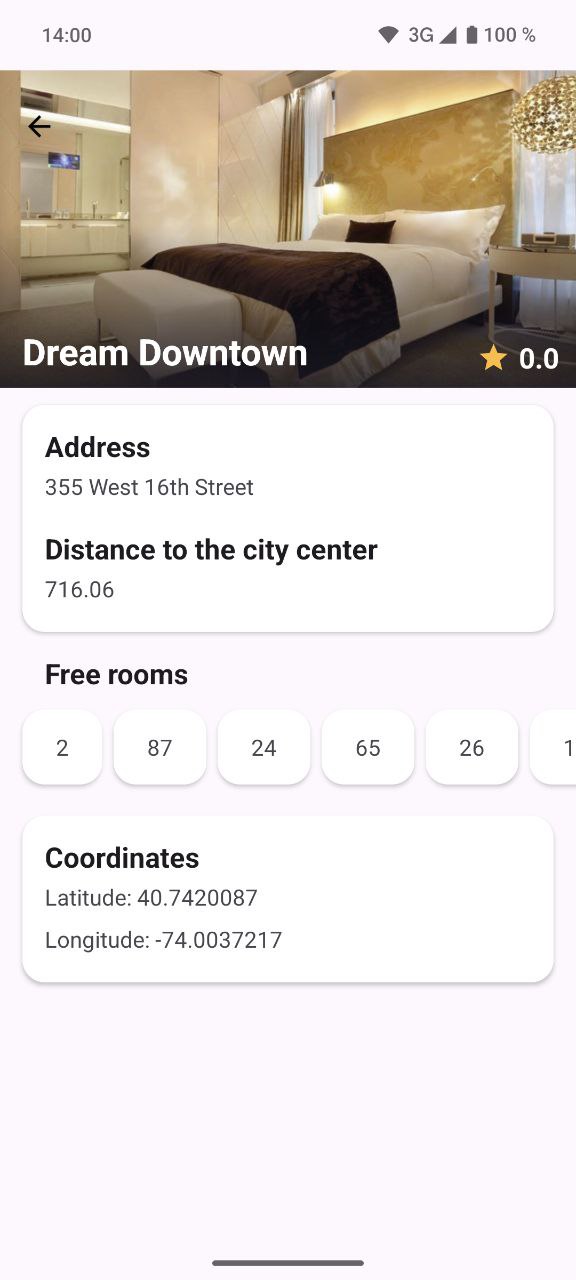 14:00 3G 100 %
Dream Downtown
0.0
Address
355 West 16th Street
Distance to the city center
716.06
Free rooms
2 87 24 65 26 1
Coordinates
Latitude: 40.7420087
Longitude: -74.0037217